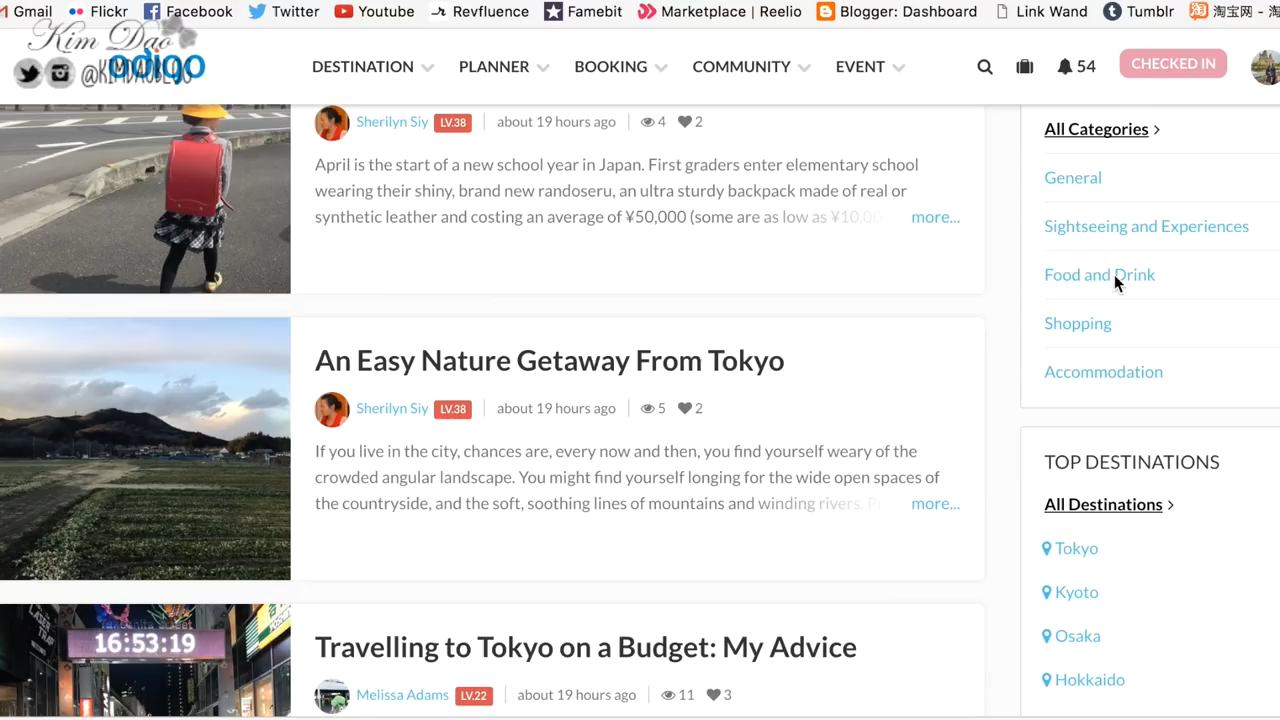 Gmail Flickr Facebook Twitter Youtube Revfluence Famebit Marketplace | Reelio Blogger: Dashboard Link Wand Tumblr 淘宝网 -
Kim Dao
odigo
@KIMDAOBLOG
DESTINATION PLANNER BOOKING COMMUNITY EVENT 54 CHECKED IN
Sherilyn Siy LV.38 about 19 hours ago 4 2
April is the start of a new school year in Japan. First graders enter elementary school
wearing their shiny, brand new randoseru, an ultra sturdy backpack made of real or
synthetic leather and costing an average of ¥50,000 (some are as low as ¥10,00 more...
An Easy Nature Getaway From Tokyo
Sherilyn Siy LV.38 about 19 hours ago 5 2
If you live in the city, chances are, every now and then, you find yourself weary of the
crowded angular landscape. You might find yourself longing for the wide open spaces of
the countryside, and the soft, soothing lines of mountains and winding rivers. more...
16:53:19
Travelling to Tokyo on a Budget: My Advice
Melissa Adams LV.22 about 19 hours ago 11 3
All Categories >
General
Sightseeing and Experiences
Food and Drink
Shopping
Accommodation
TOP DESTINATIONS
All Destinations >
Tokyo
Kyoto
Osaka
Hokkaido